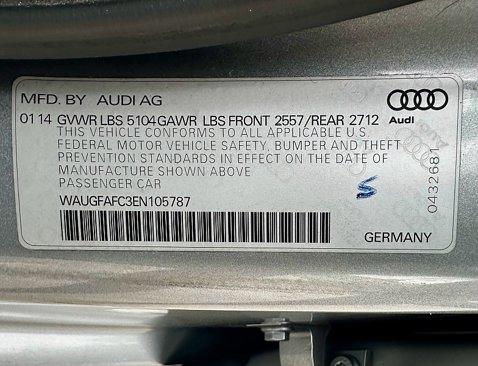 MFD. BY AUDI AG
01 14 GVWR LBS 5104 GAWR LBS FRONT 2557/REAR 2712
THIS VEHICLE CONFORMS TO ALL APPLICABLE U.S.
FEDERAL MOTOR VEHICLE SAFETY, BUMPER AND THEFT
PREVENTION STANDARDS IN EFFECT ON THE DATE OF
MANUFACTURE SHOWN ABOVE
PASSENGER CAR
WAUGFAFC3EN105787
Audi
0432681
S
GERMANY